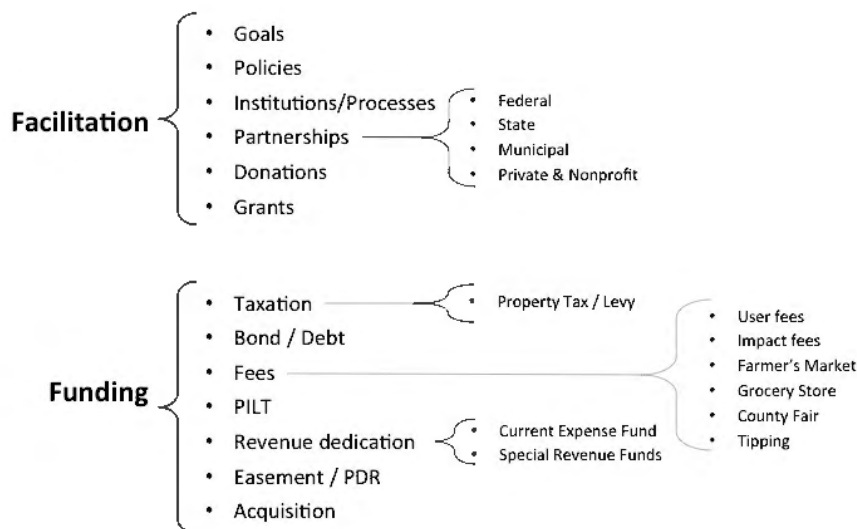 Facilitation
• Goals
• Policies
• Institutions/Processes
• Partnerships
• Donations
• Grants
• Federal
• State
• Municipal
• Private & Nonprofit
Funding
• Taxation
• Bond / Debt
• Fees
• PILT
• Revenue dedication
• Easement / PDR
• Acquisition
• Property Tax / Levy
• Current Expense Fund
• Special Revenue Funds
• User fees
• Impact fees
• Farmer's Market
• Grocery Store
• County Fair
• Tipping